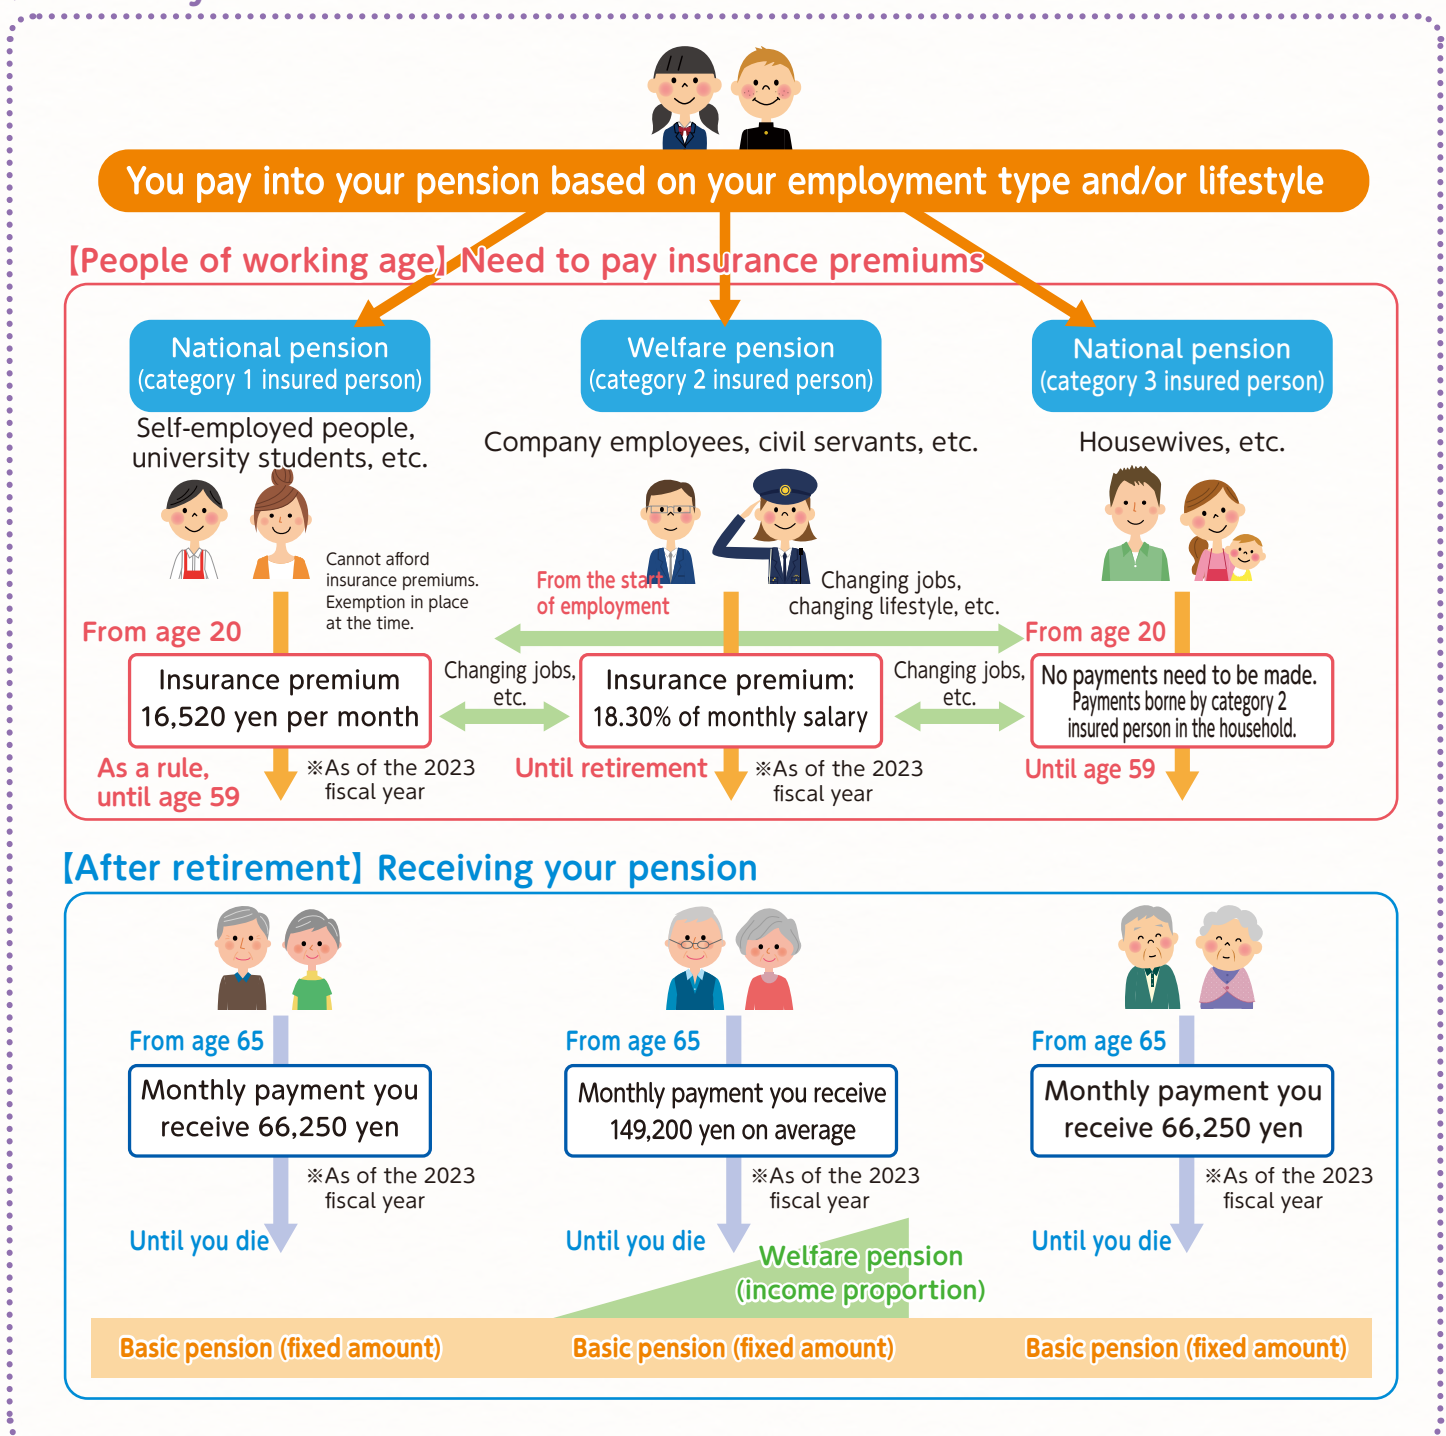 You pay into your pension based on your employment type and/or lifestyle
【People of working age】Need to pay insurance premiums
National pension
(category 1 insured person)
Self-employed people,
university students, etc.
Cannot afford
insurance premiums.
Exemption in place
at the time.
From age 20
Insurance premium
16,520 yen per month
As a rule,
until age 59
※As of the 2023
fiscal year
Changing jobs,
etc.
Welfare pension
(category 2 insured person)
Company employees, civil servants, etc.
From the start
of employment
Changing jobs,
changing lifestyle, etc.
Insurance premium:
18.30% of monthly salary
Until retirement
※As of the 2023
fiscal year
Changing jobs,
etc.
National pension
(category 3 insured person)
Housewives, etc.
From age 20
No payments need to be made.
Payments borne by category 2
insured person in the household.
Until age 59
【After retirement】Receiving your pension
From age 65
Monthly payment you
receive 66,250 yen
※As of the 2023
fiscal year
Until you die
From age 65
Monthly payment you receive
149,200 yen on average
※As of the 2023
fiscal year
Until you die
Welfare pension
(income proportion)
From age 65
Monthly payment you
receive 66,250 yen
※As of the 2023
fiscal year
Until you die
Basic pension (fixed amount)
Basic pension (fixed amount)
Basic pension (fixed amount)